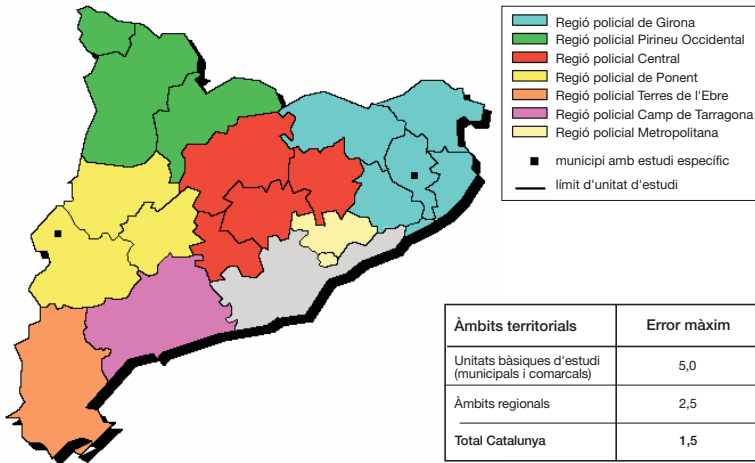 Regió policial de Girona
Regió policial Pirineu Occidental
Regió policial Central
Regió policial de Ponent
Regió policial Terres de l'Ebre
Regió policial Camp de Tarragona
Regió policial Metropolitana
municipi amb estudi específic
límit d'unitat d'estudi
Àmbits territorials Error màxim
Unitats bàsiques d'estudi
(municipals i comarcals) 5,0
Àmbits regionals 2,5
Total Catalunya 1,5